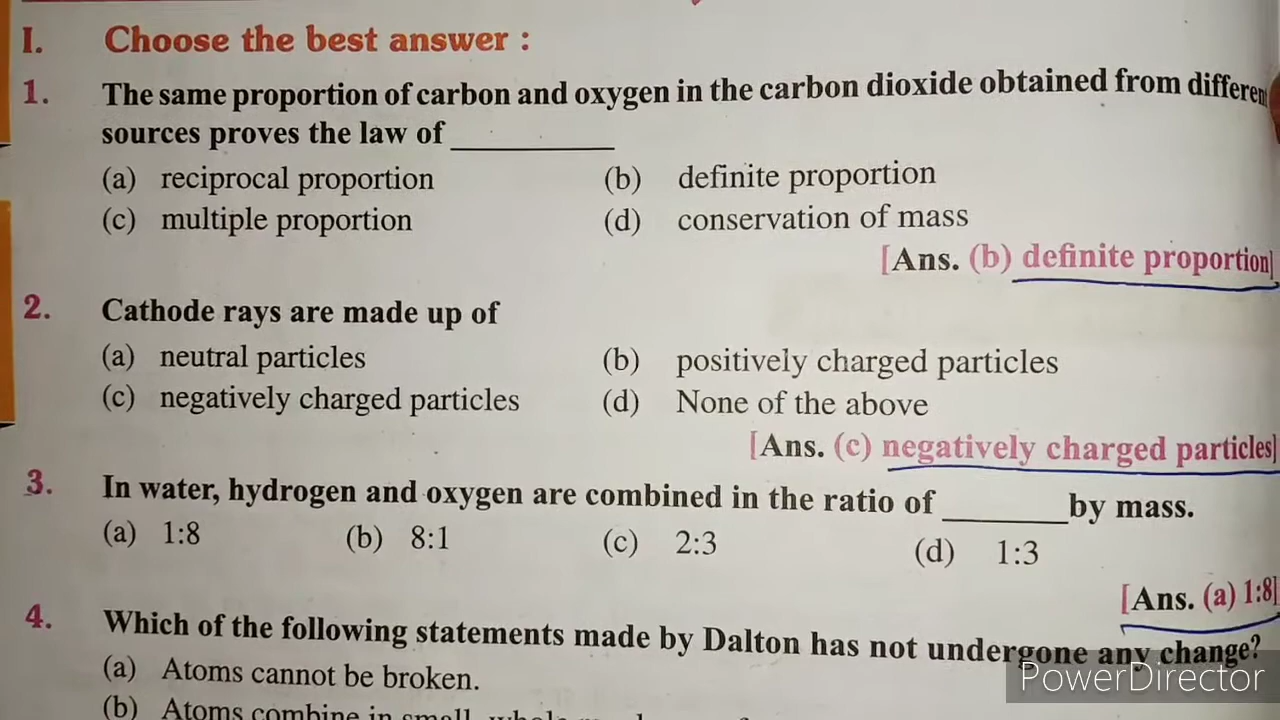 I. Choose the best answer :
1. The same proportion of carbon and oxygen in the carbon dioxide obtained from differen
sources proves the law of ________
(a) reciprocal proportion (b) definite proportion
(c) multiple proportion (d) conservation of mass
[Ans. (b) definite proportion]
2. Cathode rays are made up of
(a) neutral particles (b) positively charged particles
(c) negatively charged particles (d) None of the above
[Ans. (c) negatively charged particles]
3. In water, hydrogen and oxygen are combined in the ratio of ________ by mass.
(a) 1:8 (b) 8:1 (c) 2:3 (d) 1:3
[Ans. (a) 1:8]
4. Which of the following statements made by Dalton has not undergone any change?
(a) Atoms cannot be broken.
PowerDirector
(b) Atoms combine in small, whole